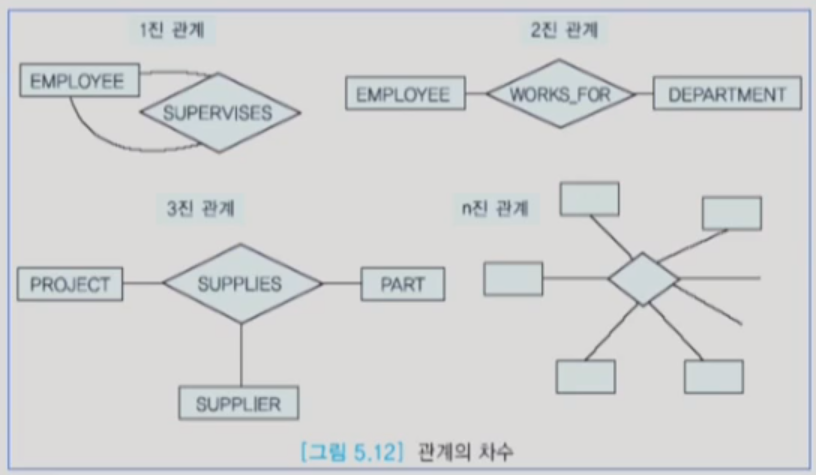 1진 관계
EMPLOYEE
SUPERVISES
2진 관계
EMPLOYEE
WORKS_FOR
DEPARTMENT
3진 관계
PROJECT
SUPPLIES
PART
SUPPLIER
n진 관계
[그림 5.12] 관계의 차수